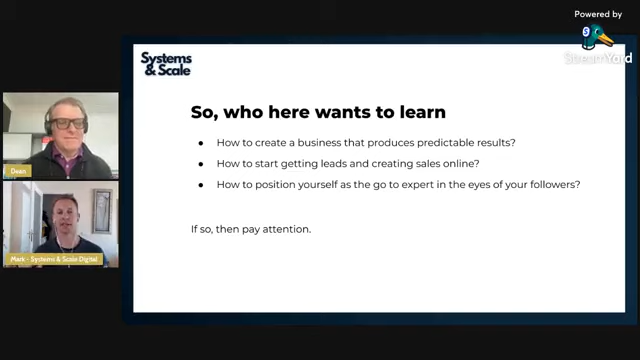 Powered by
StreamYard
Systems
& Scale
So, who here wants to learn
● How to create a business that produces predictable results?
● How to start getting leads and creating sales online?
● How to position yourself as the go to expert in the eyes of your followers?
If so, then pay attention.
Dean
Mark - Systems & Scale Digital